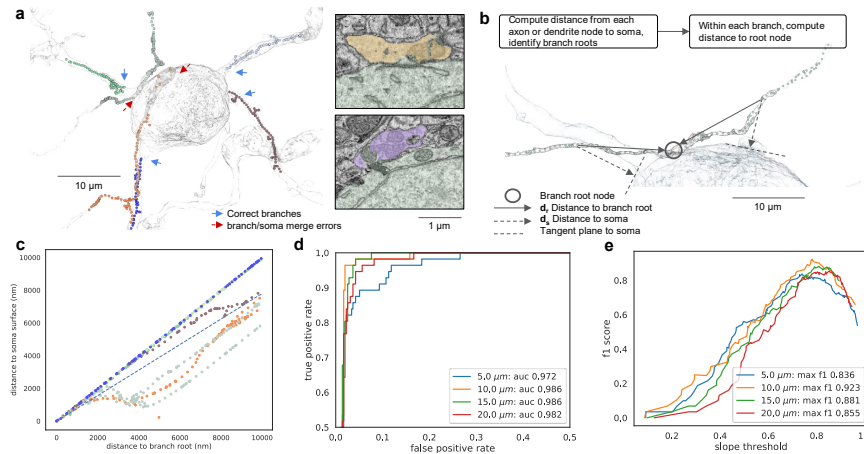 a
10 µm
Correct branches
branch/soma merge errors
1 µm
b
Compute distance from each
axon or dendrite node to soma,
identify branch roots
Within each branch, compute
distance to root node
Branch root node
dr Distance to branch root
ds Distance to soma
Tangent plane to soma
10 µm
c
distance to soma surface (nm)
10000
8000
6000
4000
2000
0
0 2000 4000 6000 8000 10000
distance to branch root (nm)
d
true positive rate
1.0
0.9
0.8
0.7
0.6
0.5
5.0 µm: auc 0.972
10.0 µm: auc 0.986
15.0 µm: auc 0.986
20.0 µm: auc 0.982
0.0 0.1 0.2 0.3 0.4 0.5
false positive rate
e
f1 score
0.8
0.6
0.4
0.2
0.0
5.0 µm: max f1 0.836
10.0 µm: max f1 0.923
15.0 µm: max f1 0.881
20.0 µm: max f1 0.855
0.2 0.4 0.6 0.8 1
slope threshold